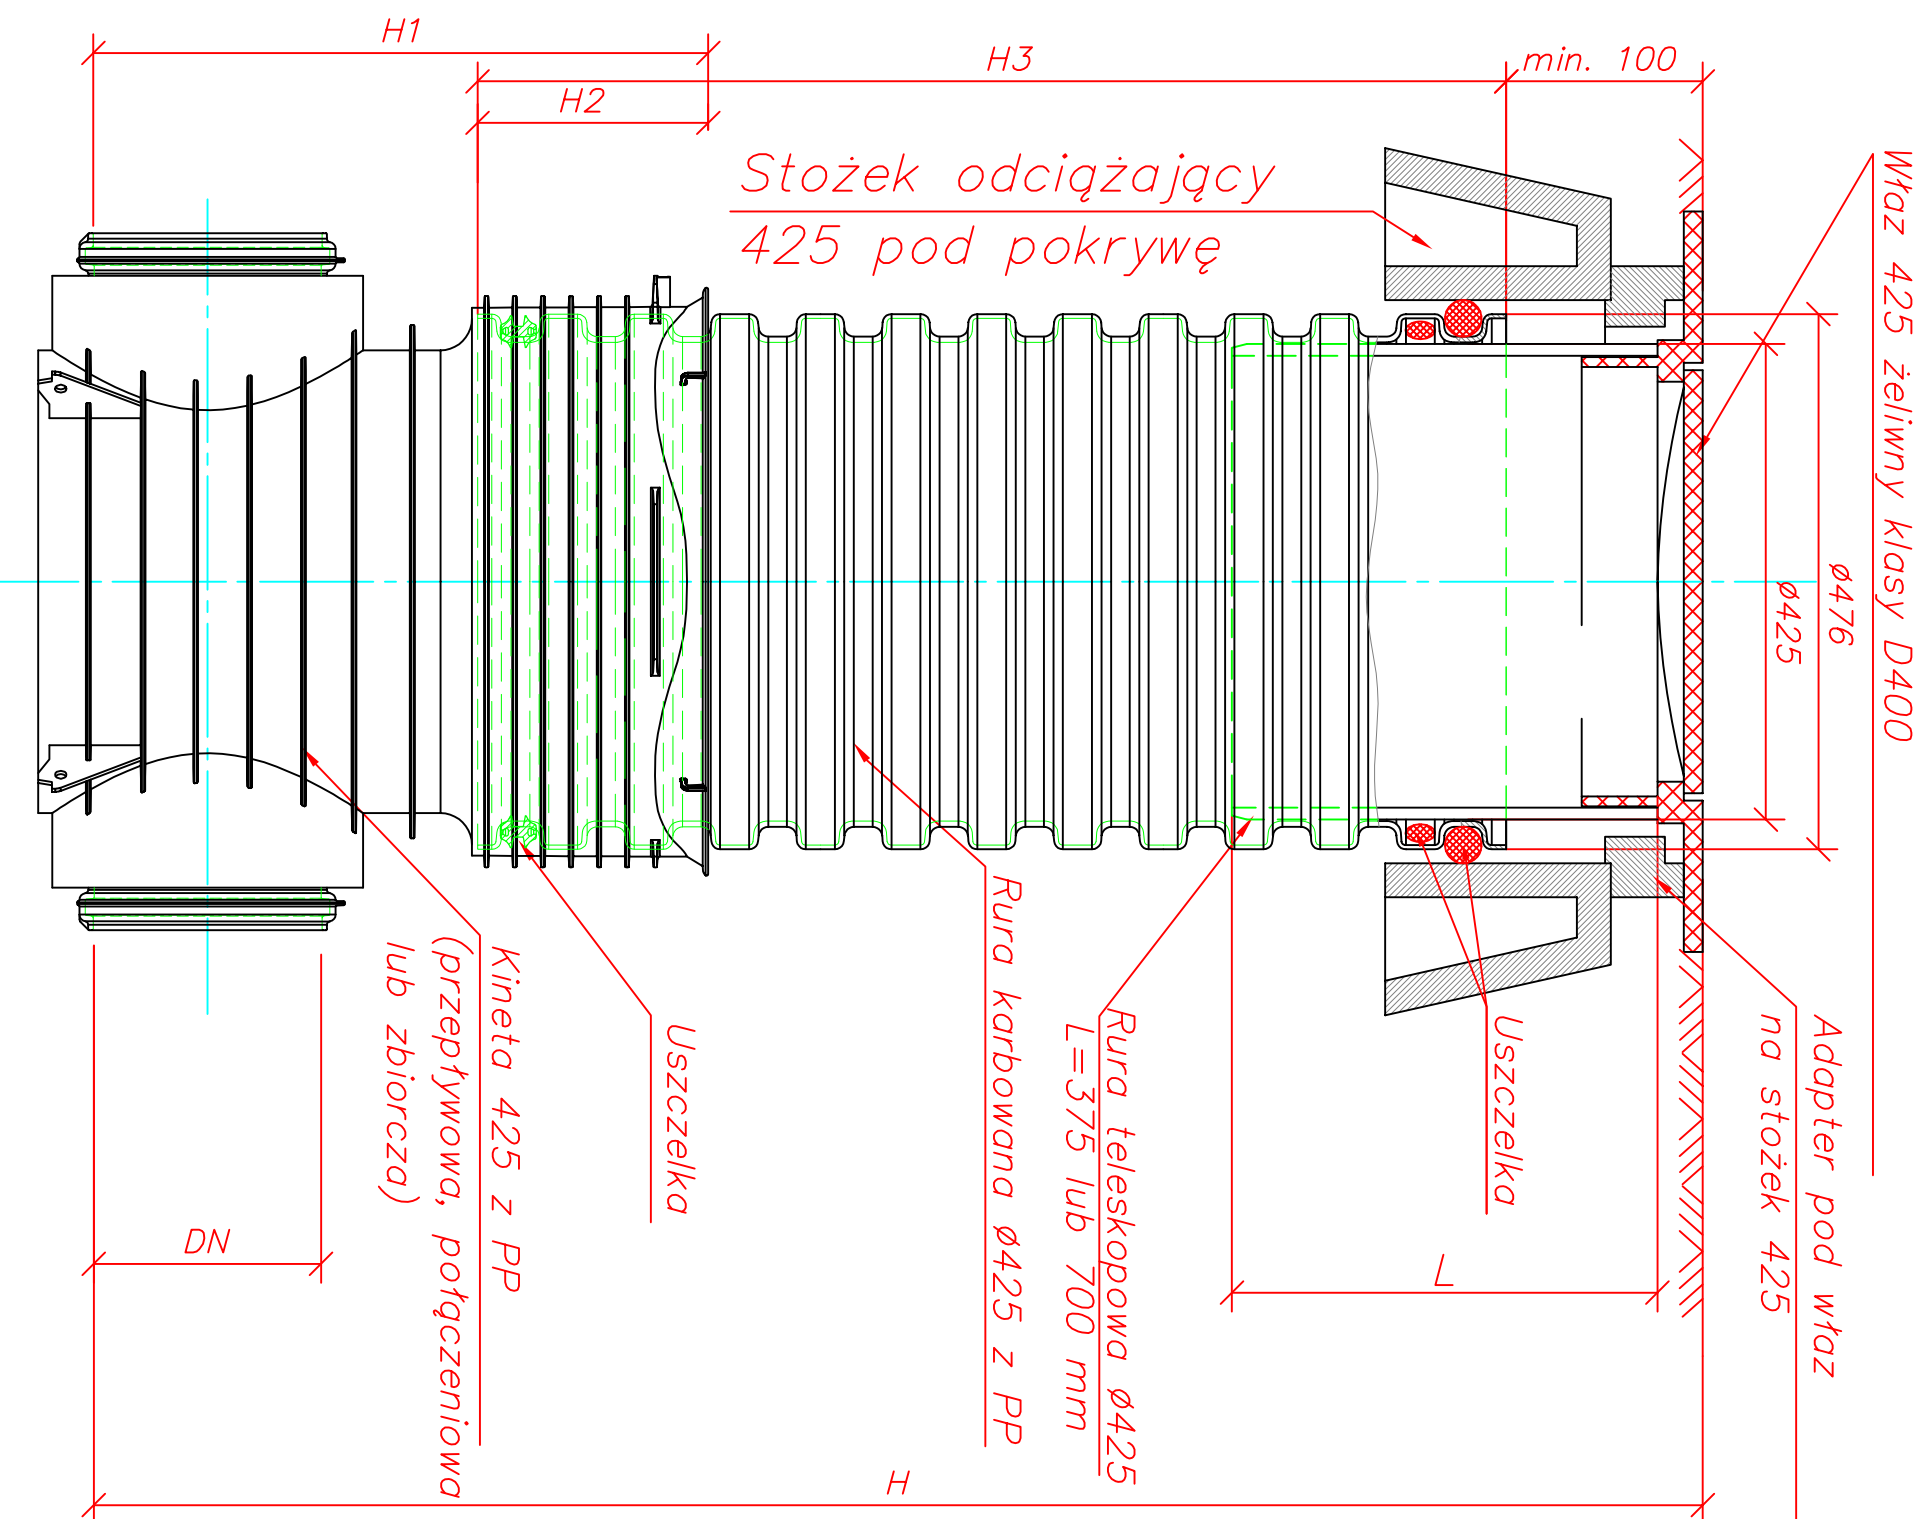 H1
H3
min. 100
H2
Stożek odciążający
425 pod pokrywę
Właz 425 żeliwny klasy D400
ø476
ø425
Adapter pod właz
na stożek 425
Uszczelka
L
Rura teleskopowa ø425
L=375 lub 700 mm
Rura karbowana ø425 z PP
Uszczelka
Kineta 425 z PP
(przepływowa, połączeniowa
lub zbiorcza)
DN
H